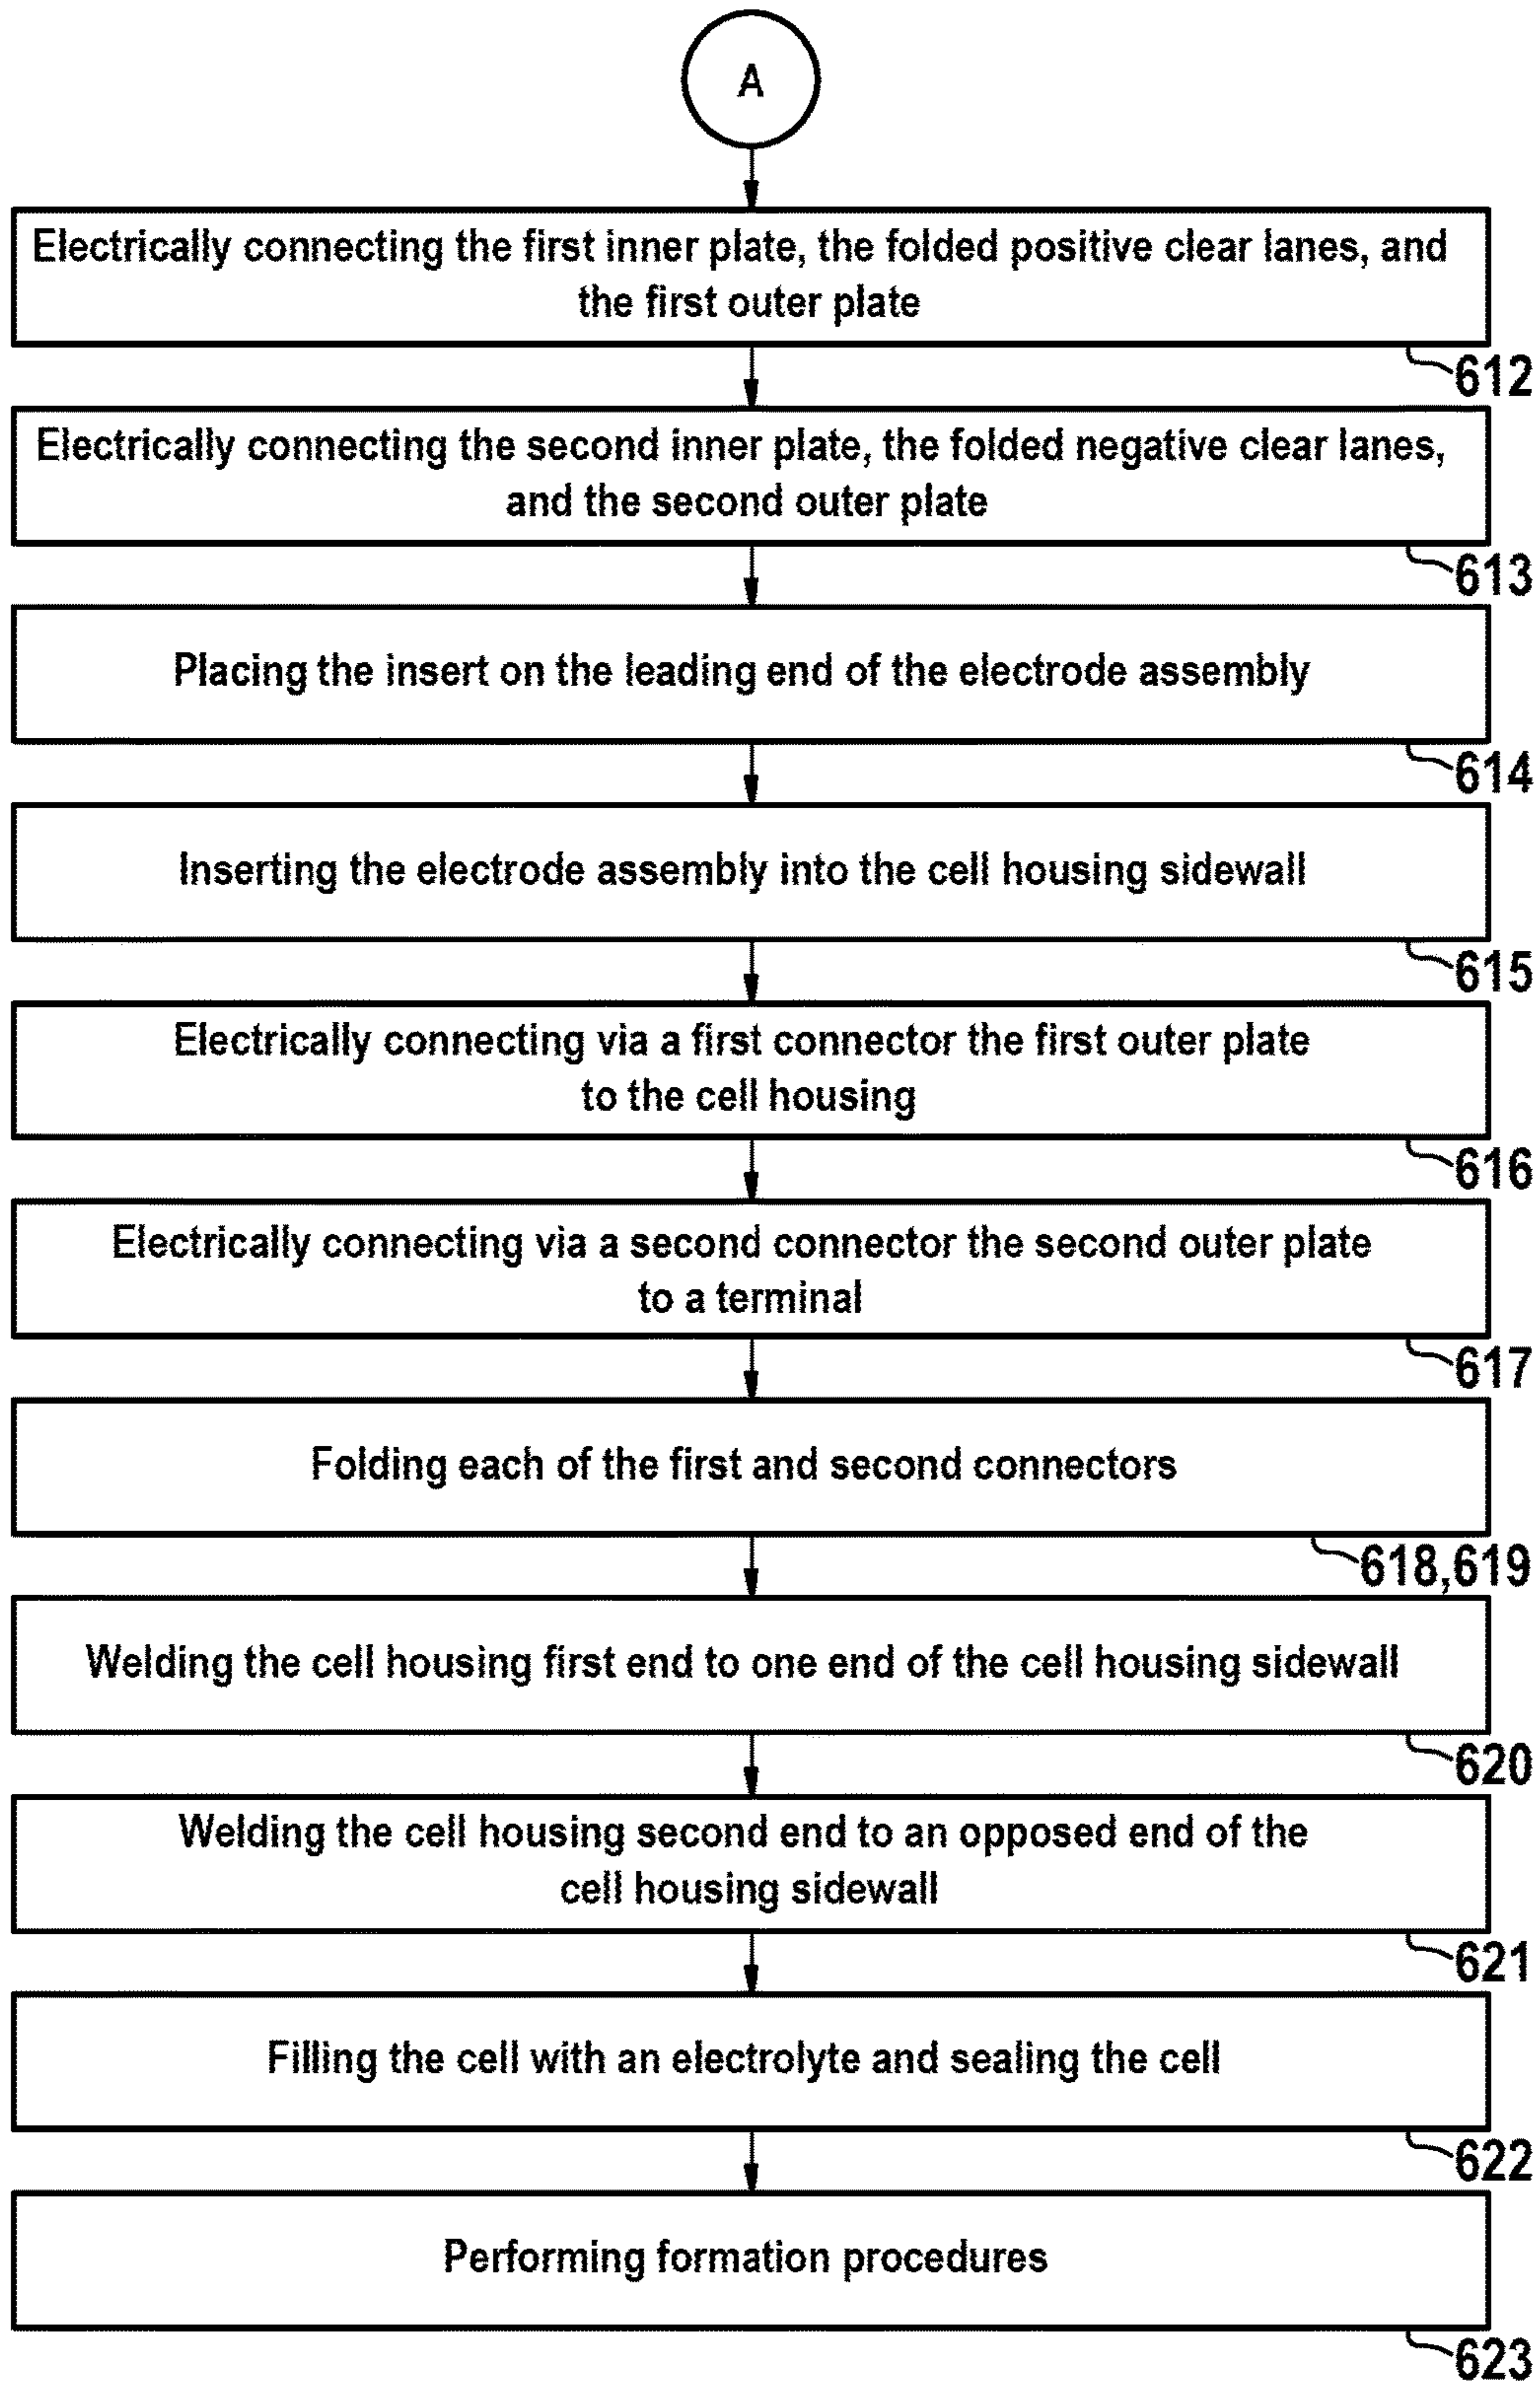 A
Electrically connecting the first inner plate, the folded positive clear lanes, and
the first outer plate
612
Electrically connecting the second inner plate, the folded negative clear lanes,
and the second outer plate
613
Placing the insert on the leading end of the electrode assembly
614
Inserting the electrode assembly into the cell housing sidewall
615
Electrically connecting via a first connector the first outer plate
to the cell housing
616
Electrically connecting via a second connector the second outer plate
to a terminal
617
Folding each of the first and second connectors
618,619
Welding the cell housing first end to one end of the cell housing sidewall
620
Welding the cell housing second end to an opposed end of the
cell housing sidewall
621
Filling the cell with an electrolyte and sealing the cell
622
Performing formation procedures
623